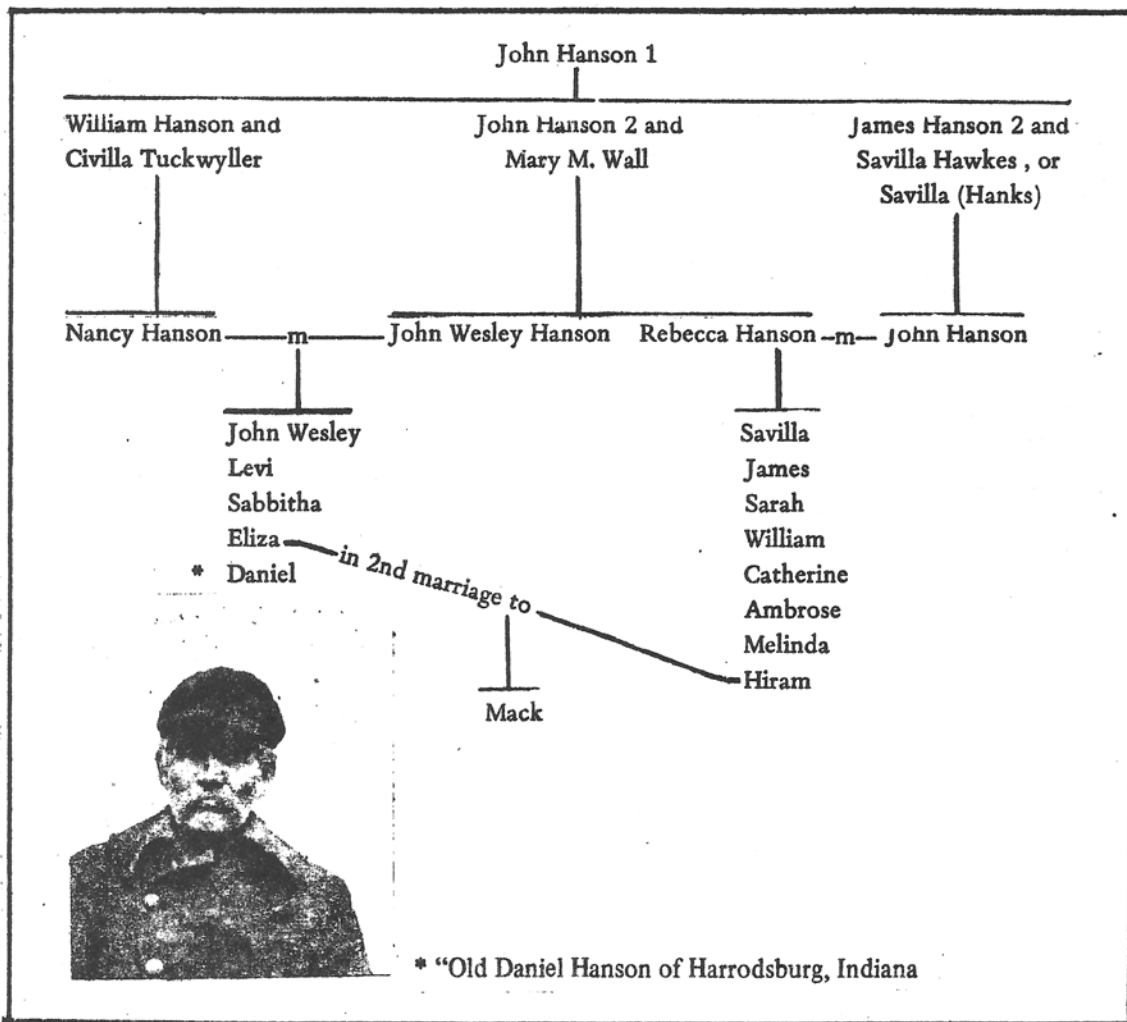 John Hanson 1
William Hanson and
Civilla Tuckwyller
John Hanson 2 and
Mary M. Wall
James Hanson 2 and
Savilla Hawkes , or
Savilla (Hanks)
Nancy Hanson m John Wesley Hanson Rebecca Hanson m John Hanson
John Wesley
Levi
Sabbitha
Eliza
* Daniel
in 2nd marriage to
Savilla
James
Sarah
William
Catherine
Ambrose
Melinda
Hiram
Mack
* "Old Daniel Hanson of Harrodsburg, Indiana